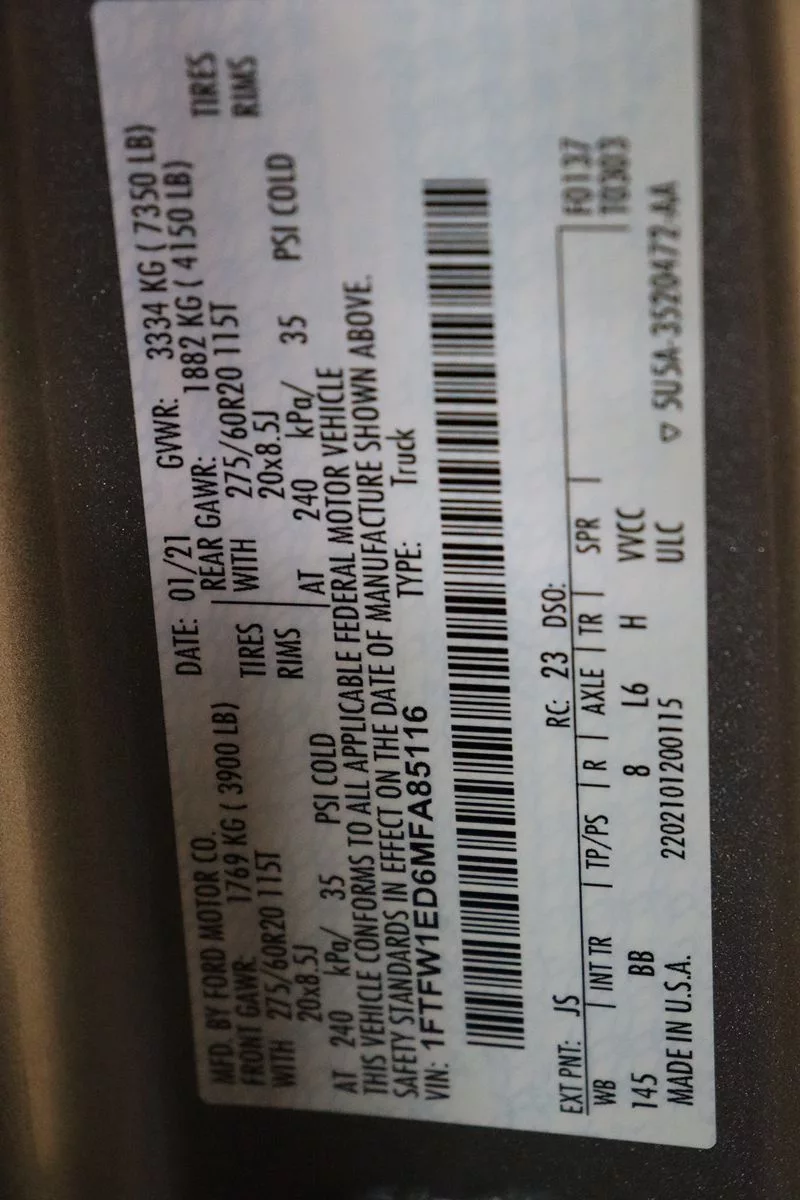 MFD. BY FORD MOTOR CO.  DATE: 01/21  GVWR: 3334 KG ( 7350 LB)
FRONT GAWR: 1769 KG ( 3900 LB)  REAR GAWR: 1882 KG ( 4150 LB)
WITH 275/60R20 115T TIRES WITH 275/60R20 115T TIRES
20x8.5J RIMS 20x8.5J RIMS
AT 240 kPa/ 35 PSI COLD AT 240 kPa/ 35 PSI COLD
THIS VEHICLE CONFORMS TO ALL APPLICABLE FEDERAL MOTOR VEHICLE
SAFETY STANDARDS IN EFFECT ON THE DATE OF MANUFACTURE SHOWN ABOVE.
VIN: 1FTFW1ED6MFA85116 TYPE: Truck
EXT PNT: JS RC: 23 DSO: F0137
WB | INT TR | TP/PS | R | AXLE | TR | SPR | T0303
145 BB 8 L6 H VVCC
MADE IN U.S.A. 2202101200115 ULC ▽ 5U5A-3520472-AA